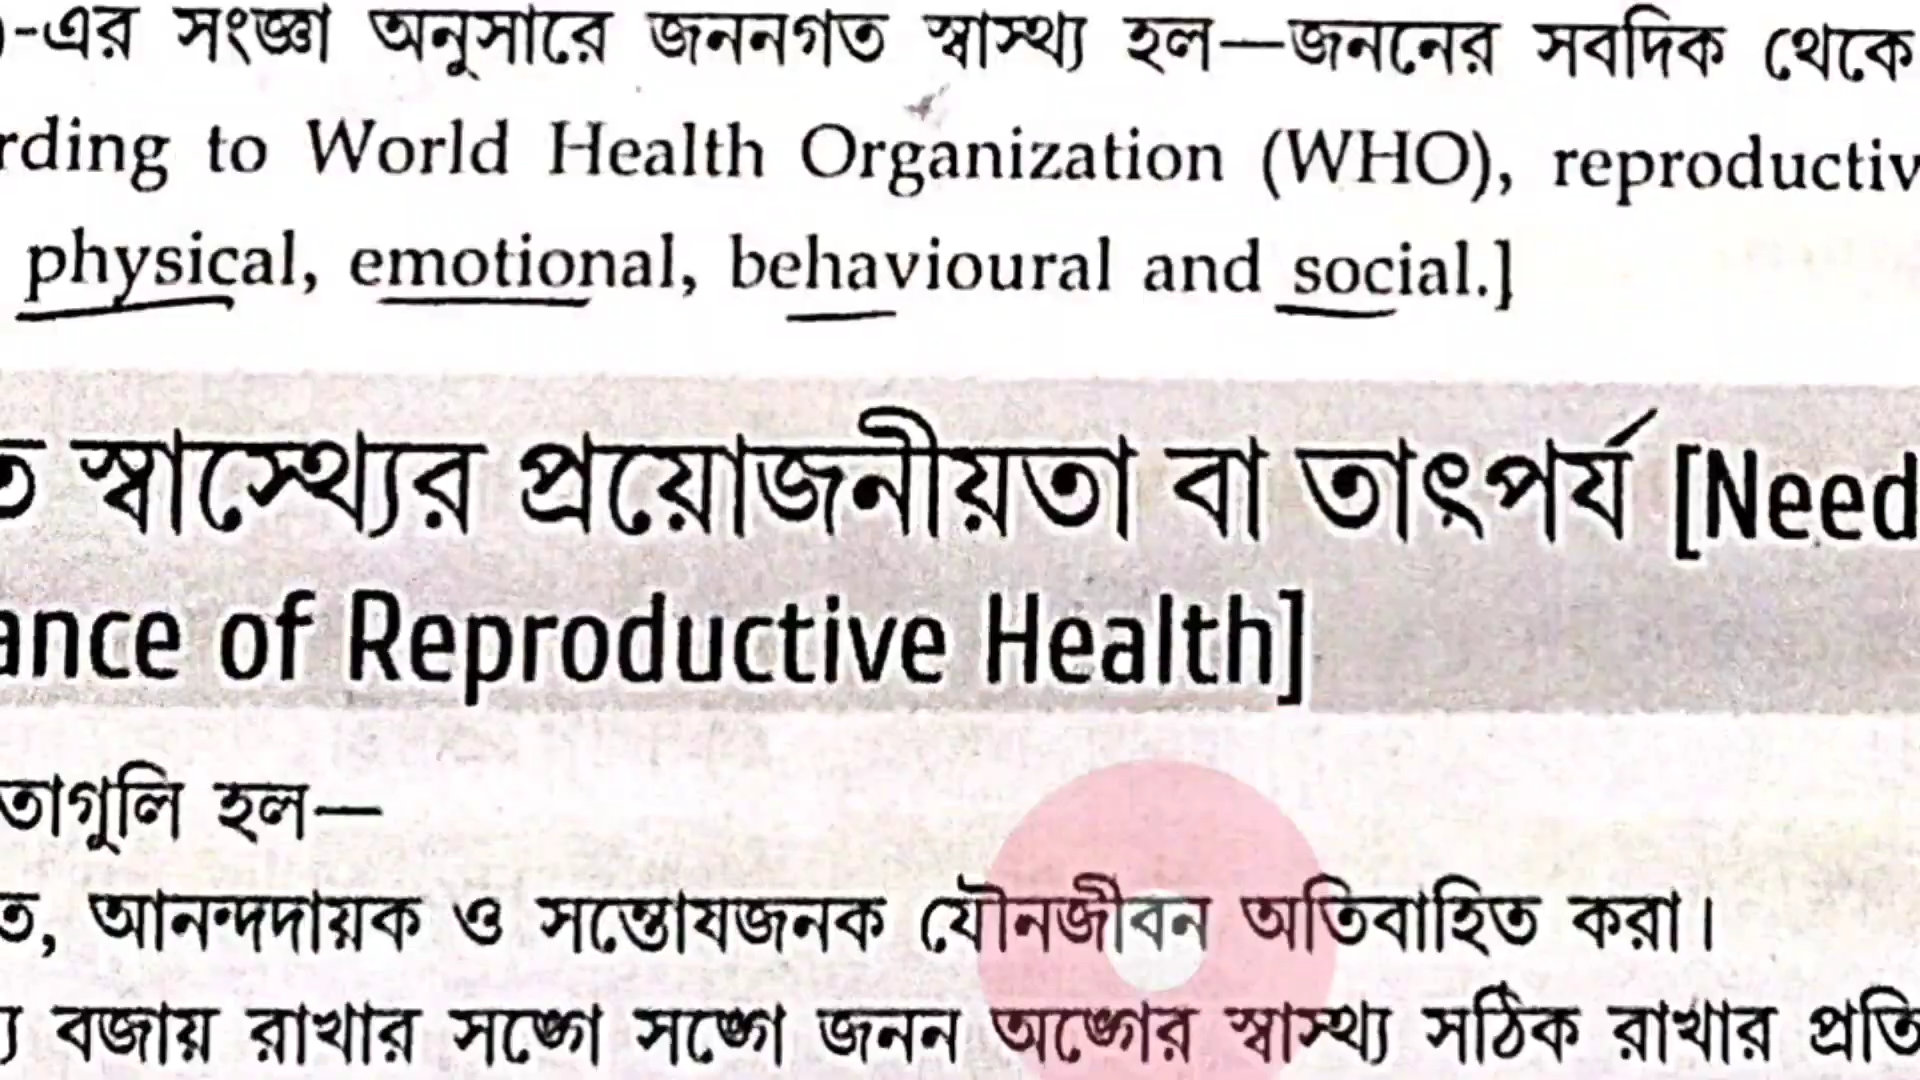 )-এর সংজ্ঞা অনুসারে জননগত স্বাস্থ্য হল—জননের সবদিক থেকে
rding to World Health Organization (WHO), reproductiv
physical, emotional, behavioural and social.]
ত স্বাস্থ্যের প্রয়োজনীয়তা বা তাৎপর্য [Need
ance of Reproductive Health]
তাগুলি হল—
ত, আনন্দদায়ক ও সন্তোষজনক যৌনজীবন অতিবাহিত করা।
্য বজায় রাখার সঙ্গে সঙ্গে জনন অঙ্গের স্বাস্থ্য সঠিক রাখার প্রতি